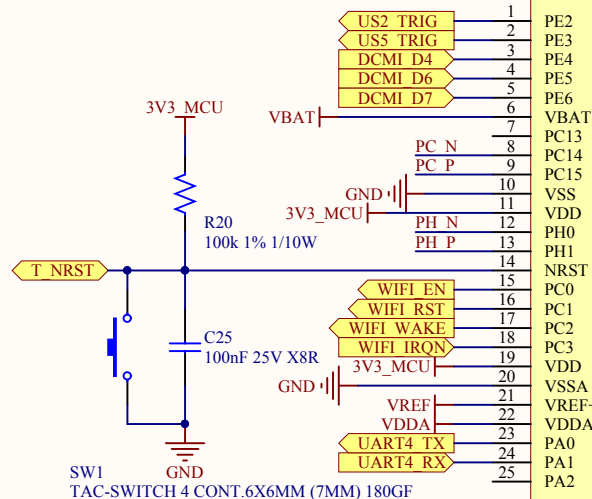 US2_TRIG 1 PE2
US5_TRIG 2 PE3
DCMI_D4 3 PE4
DCMI_D6 4 PE5
DCMI_D7 5 PE6
VBAT 6 VBAT
7 PC13
PC_N 8 PC14
PC_P 9 PC15
GND 10 VSS
3V3_MCU 11 VDD
PH_N 12 PH0
PH_P 13 PH1
14 NRST
WIFI_EN 15 PC0
WIFI_RST 16 PC1
WIFI_WAKE 17 PC2
WIFI_IRQN 18 PC3
3V3_MCU 19 VDD
GND 20 VSSA
VREF 21 VREF-
VDDA 22 VDDA
UART4_TX 23 PA0
UART4_RX 24 PA1
25 PA2
3V3_MCU
R20
100k 1% 1/10W
T_NRST
C25
100nF 25V X8R
GND
SW1
TAC-SWITCH 4 CONT.6X6MM (7MM) 180GF